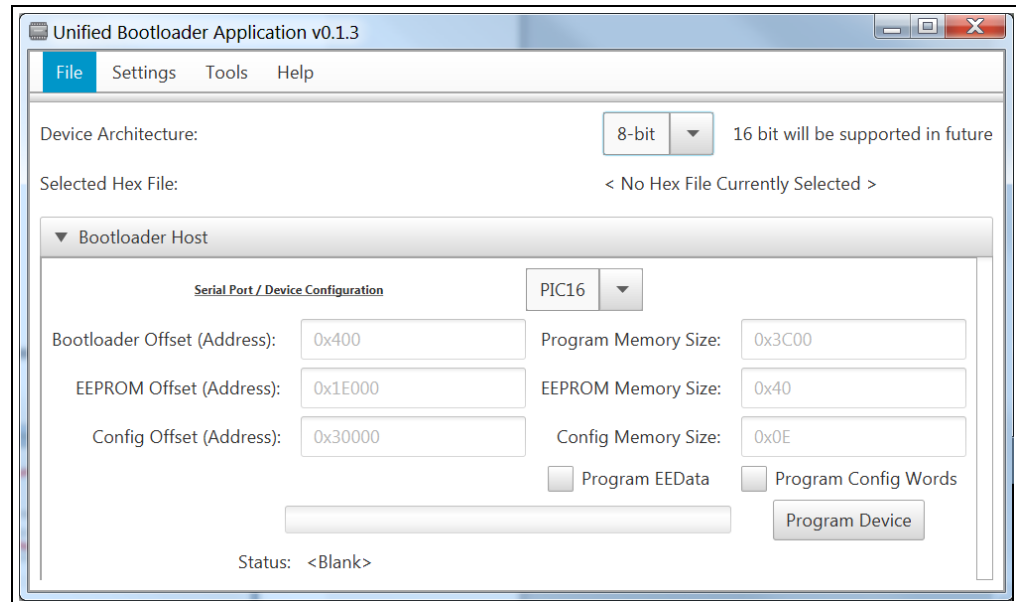 Unified Bootloader Application v0.1.3
File Settings Tools Help
Device Architecture: 8-bit 16 bit will be supported in future
Selected Hex File: < No Hex File Currently Selected >
Bootloader Host
Serial Port / Device Configuration PIC16
Bootloader Offset (Address): 0x400 Program Memory Size: 0x3C00
EEPROM Offset (Address): 0x1E000 EEPROM Memory Size: 0x40
Config Offset (Address): 0x30000 Config Memory Size: 0x0E
Program EEData Program Config Words
Program Device
Status: <Blank>